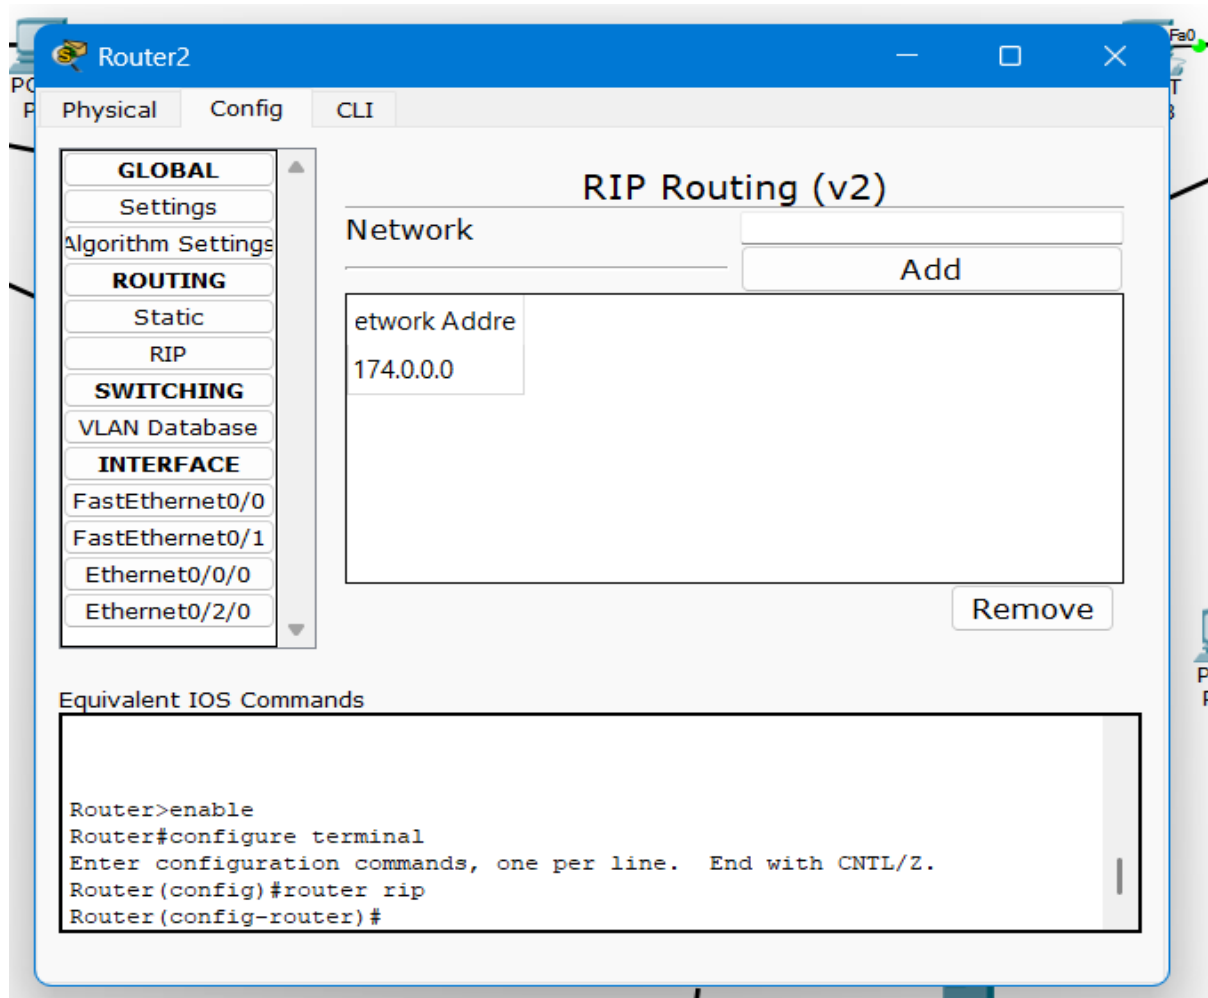 Router2
Fa0
PC
P
T
Physical
Config
CLI
GLOBAL
Settings
Algorithm Settings
ROUTING
Static
RIP
SWITCHING
VLAN Database
INTERFACE
FastEthernet0/0
FastEthernet0/1
Ethernet0/0/0
Ethernet0/2/0
RIP Routing (v2)
Network
Add
etwork Addre
174.0.0.0
Remove
P
Equivalent IOS Commands
Router>enable
Router#configure terminal
Enter configuration commands, one per line.  End with CNTL/Z.
Router(config)#router rip
Router(config-router)#